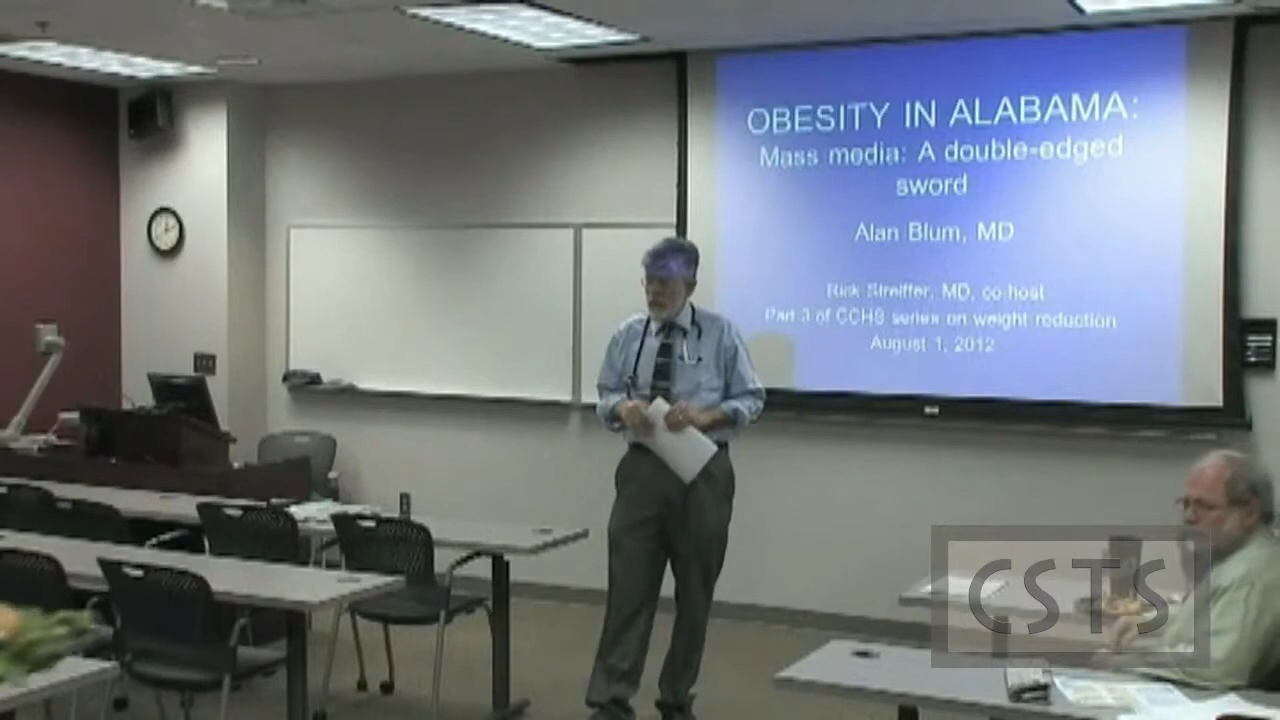 OBESITY IN ALABAMA:
Mass media: A double-edged
sword
Alan Blum, MD
Rick Streiffer, MD, co-host
Part 3 of CCHS series on weight reduction
August 1, 2012
CSTS